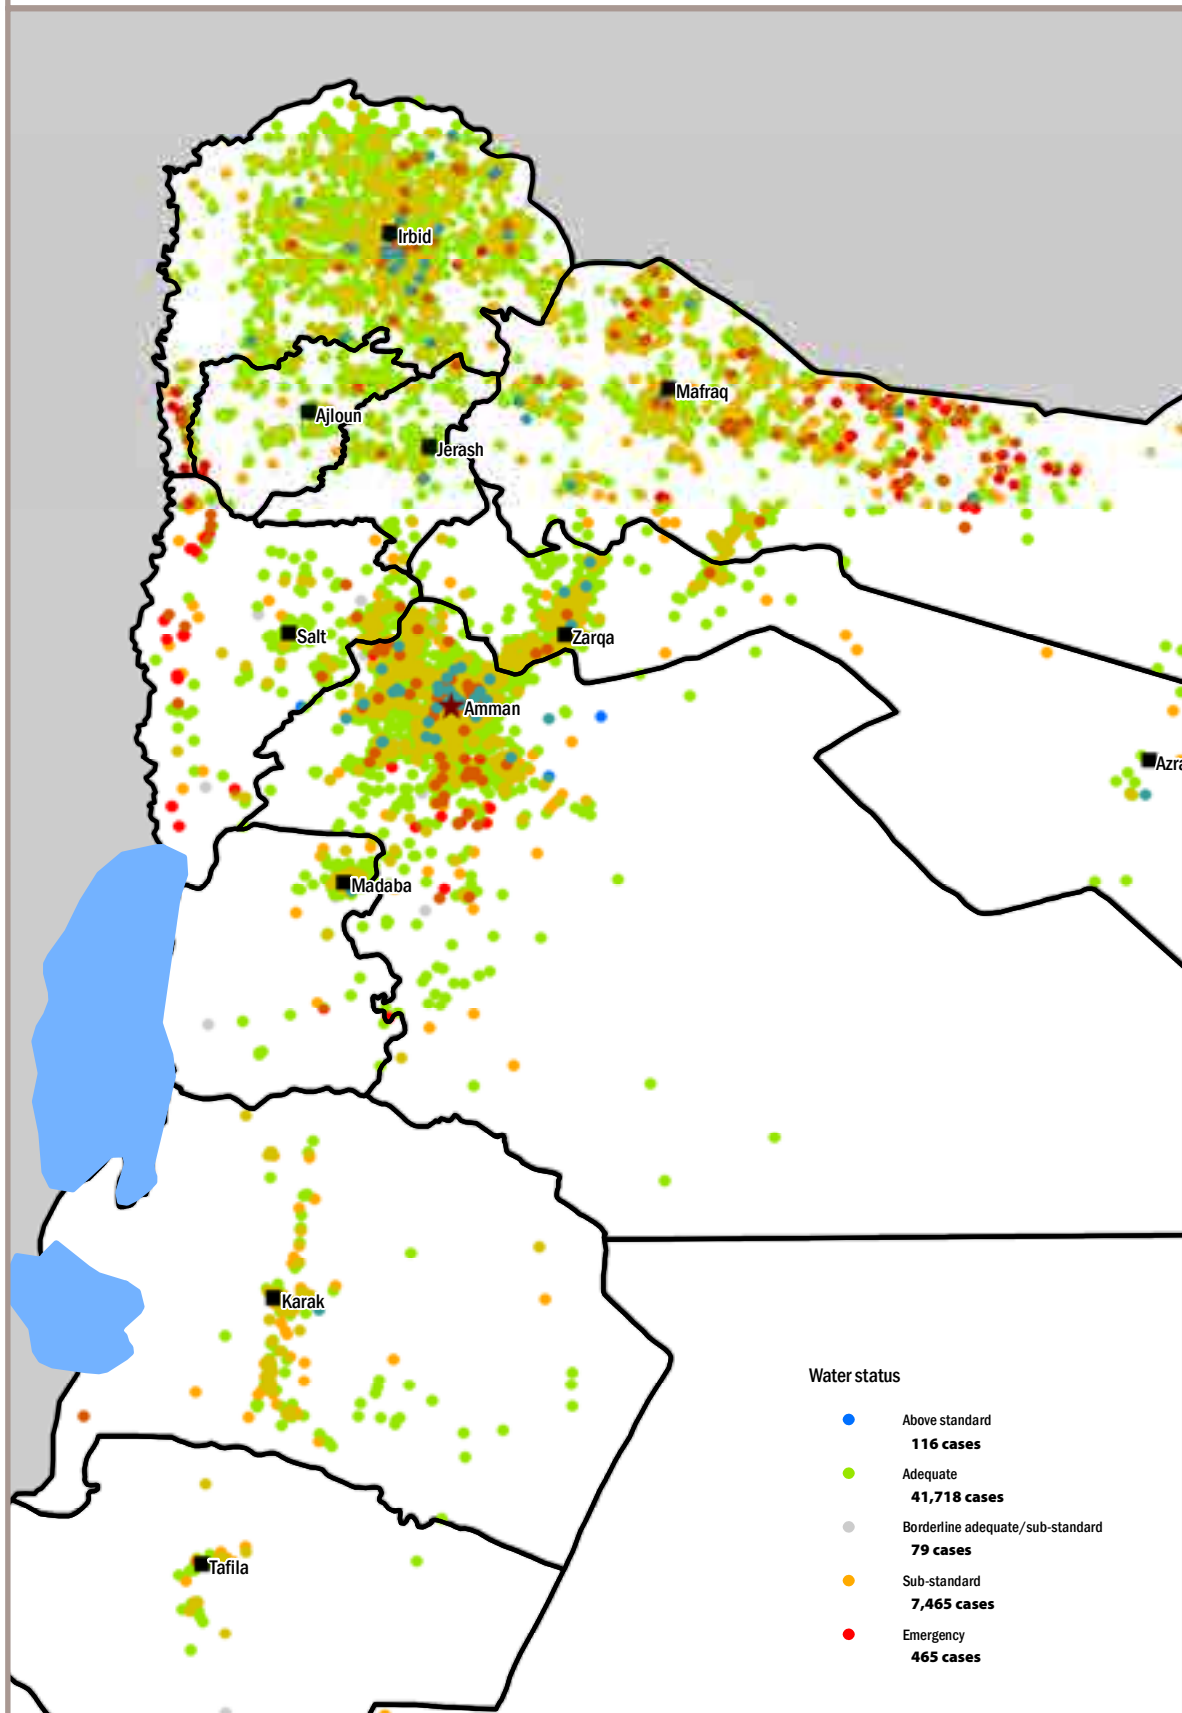 Irbid
Mafraq
Ajloun
Jerash
Salt
Zarqa
Amman
Azra
Madaba
Karak
Tafila
Water status
Above standard
116 cases
Adequate
41,718 cases
Borderline adequate/sub-standard
79 cases
Sub-standard
7,465 cases
Emergency
465 cases